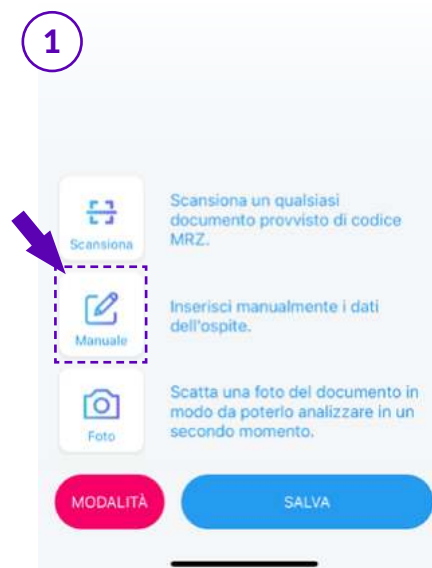 1
Scansiona
Scansiona un qualsiasi
documento provvisto di codice
MRZ.
Manuale
Inserisci manualmente i dati
dell'ospite.
Foto
Scatta una foto del documento in
modo da poterlo analizzare in un
secondo momento.
MODALITÀ
SALVA